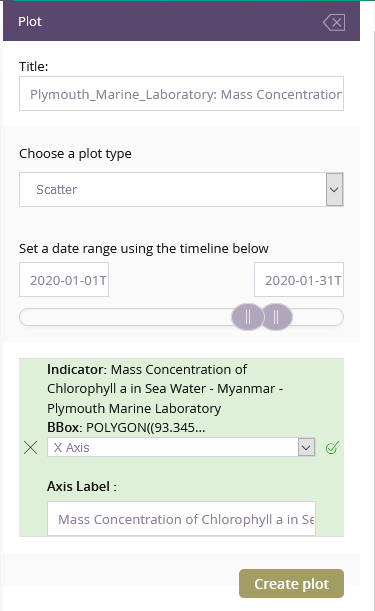 Plot
Title:
Plymouth_Marine_Laboratory: Mass Concentration
Choose a plot type
Scatter
Set a date range using the timeline below
2020-01-01T
2020-01-31T
Indicator: Mass Concentration of
Chlorophyll a in Sea Water - Myanmar -
Plymouth Marine Laboratory
BBox: POLYGON((93.345...
X Axis
Axis Label :
Mass Concentration of Chlorophyll a in Se
Create plot